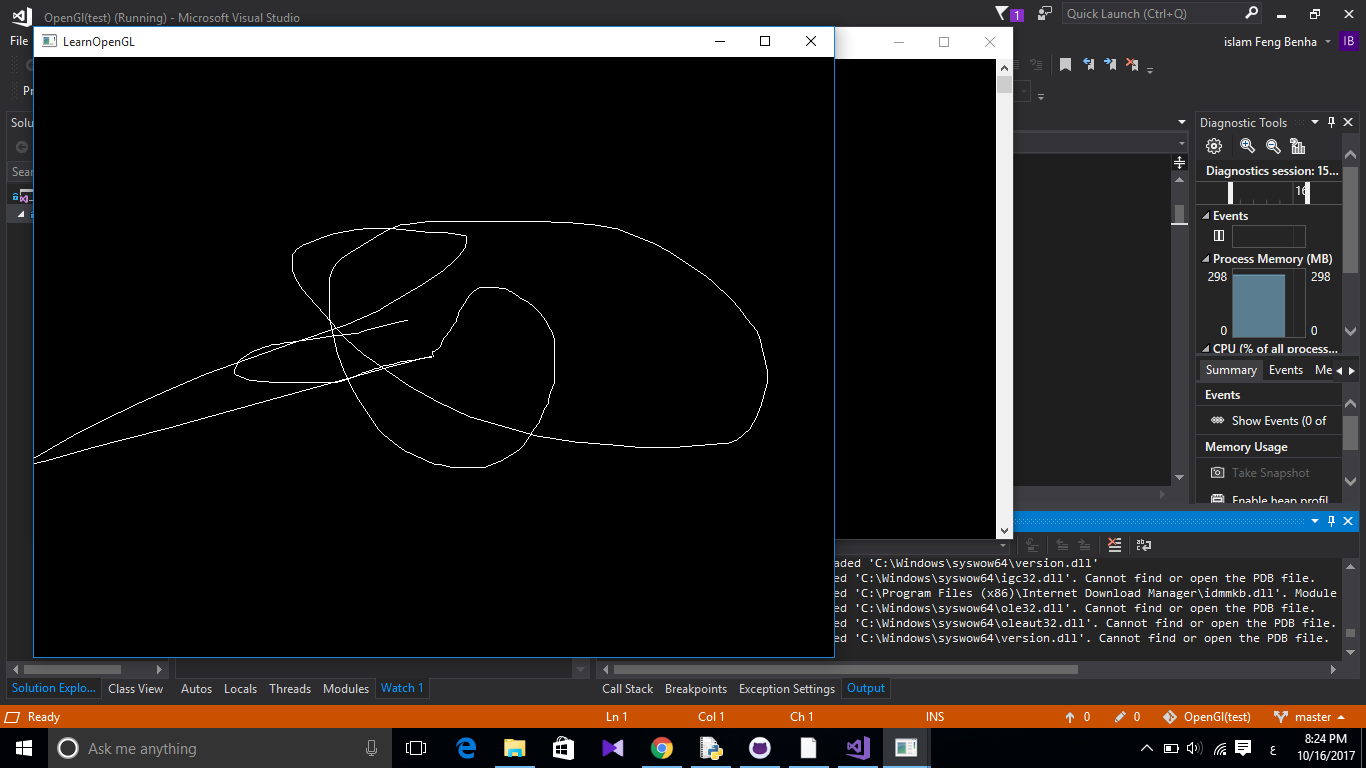 OpenGl(test) (Running) - Microsoft Visual Studio
1
Quick Launch (Ctrl+Q)
LearnOpenGL
File
islam Feng Benha
IB
Diagnostic Tools
Diagnostics session: 15...
Events
Process Memory (MB)
298
298
0
0
CPU (% of all process...
Summary Events Me
Events
Show Events (0 of
Memory Usage
Take Snapshot
Enable heap profil
aded 'C:\Windows\syswow64\version.dll'
ed 'C:\Windows\syswow64\igc32.dll'. Cannot find or open the PDB file.
ed 'C:\Program Files (x86)\Internet Download Manager\idmmkb.dll'. Module
ed 'C:\Windows\syswow64\ole32.dll'. Cannot find or open the PDB file.
ed 'C:\Windows\syswow64\oleaut32.dll'. Cannot find or open the PDB file.
ed 'C:\Windows\syswow64\version.dll'. Cannot find or open the PDB file.
Solution Explo... Class View Autos Locals Threads Modules Watch 1 Call Stack Breakpoints Exception Settings Output
Ready Ln 1 Col 1 Ch 1 INS 0 0 OpenGl(test) master
Ask me anything
ع
8:24 PM
10/16/2017